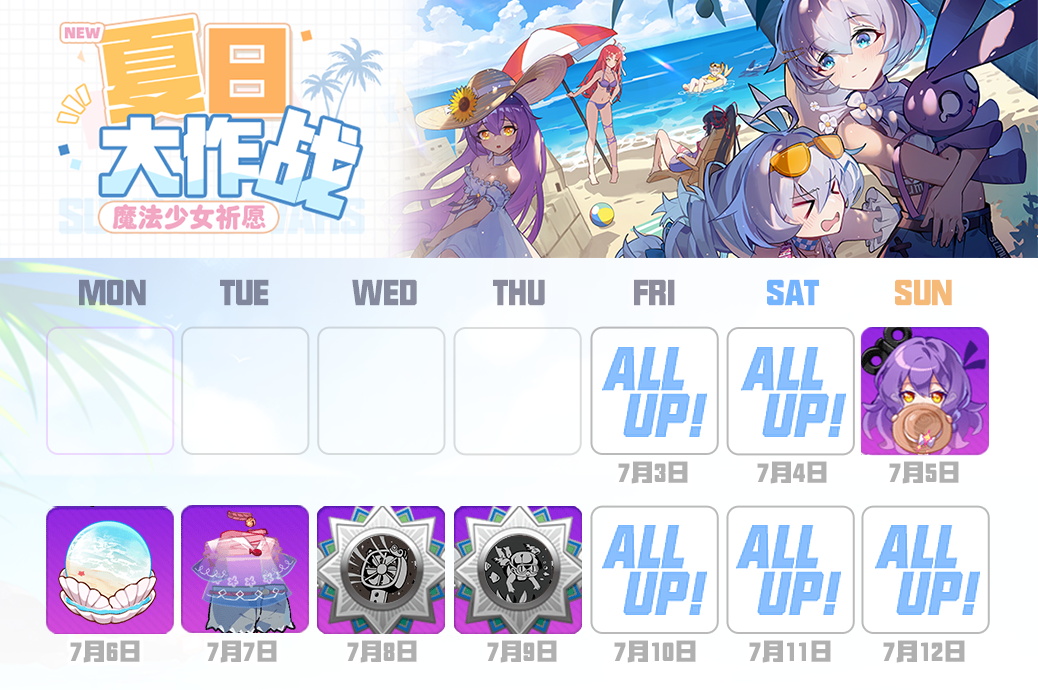 NEW
夏日
大作战
魔法少女祈愿
MON TUE WED THU FRI SAT SUN
ALL UP! ALL UP!
7月3日 7月4日 7月5日
ALL UP! ALL UP! ALL UP!
7月6日 7月7日 7月8日 7月9日 7月10日 7月11日 7月12日